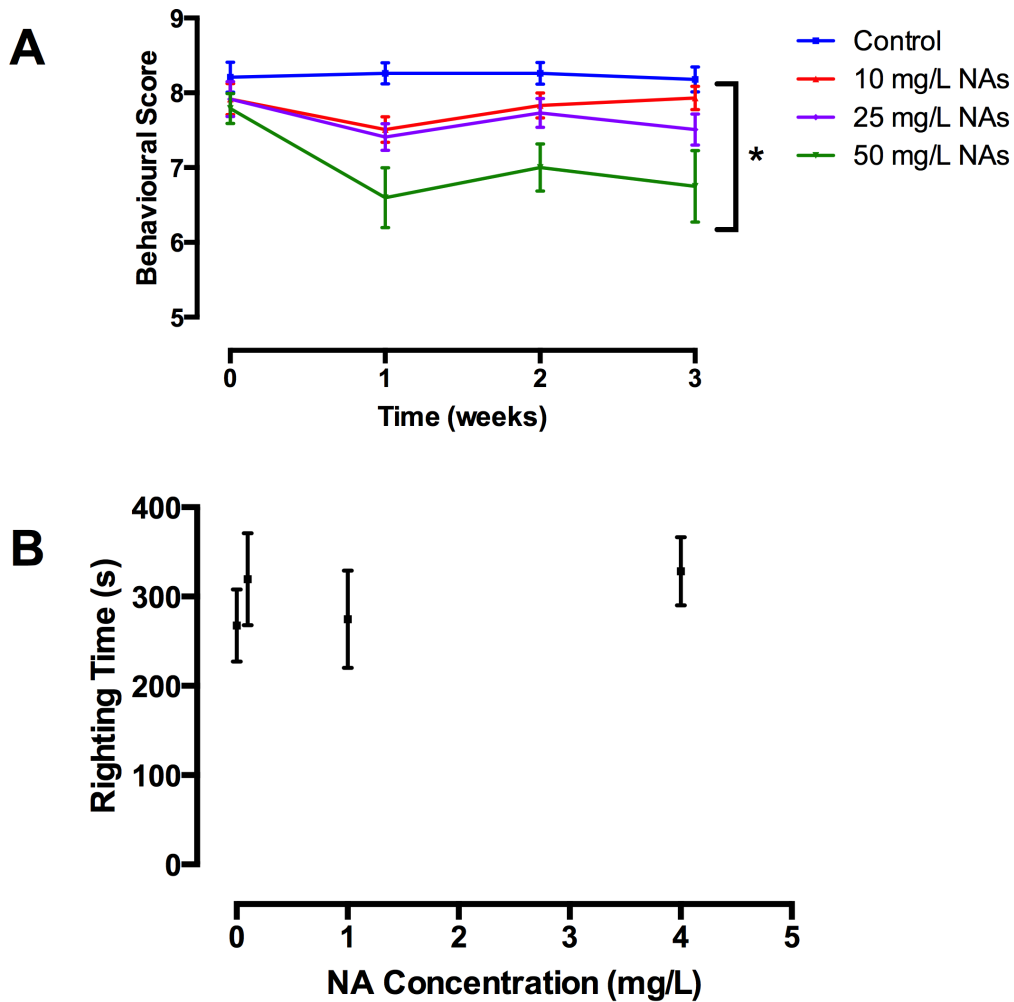 A
Behavioural Score
9
8
7
6
5
0 1 2 3
Time (weeks)
*
Control
10 mg/L NAs
25 mg/L NAs
50 mg/L NAs
B
Righting Time (s)
400
300
200
100
0
0 1 2 3 4 5
NA Concentration (mg/L)